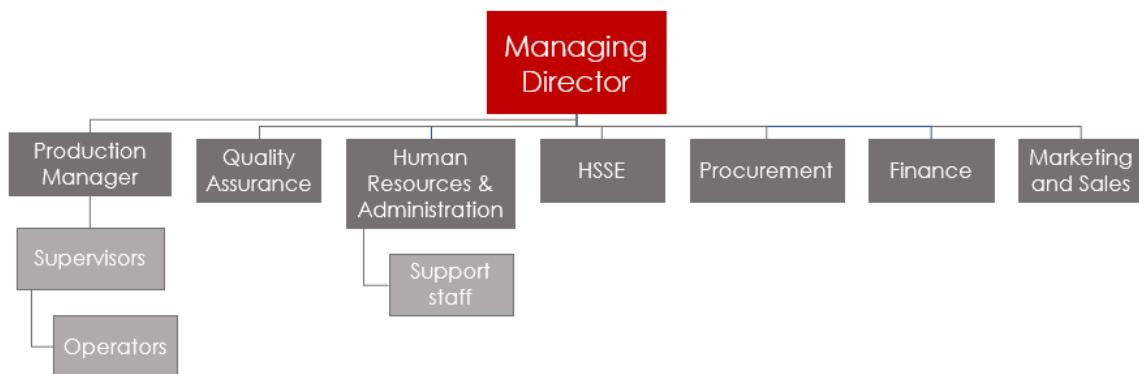 Managing
Director
Production
Manager
Quality
Assurance
Human
Resources &
Administration
HSSE
Procurement
Finance
Marketing
and Sales
Supervisors
Support
staff
Operators